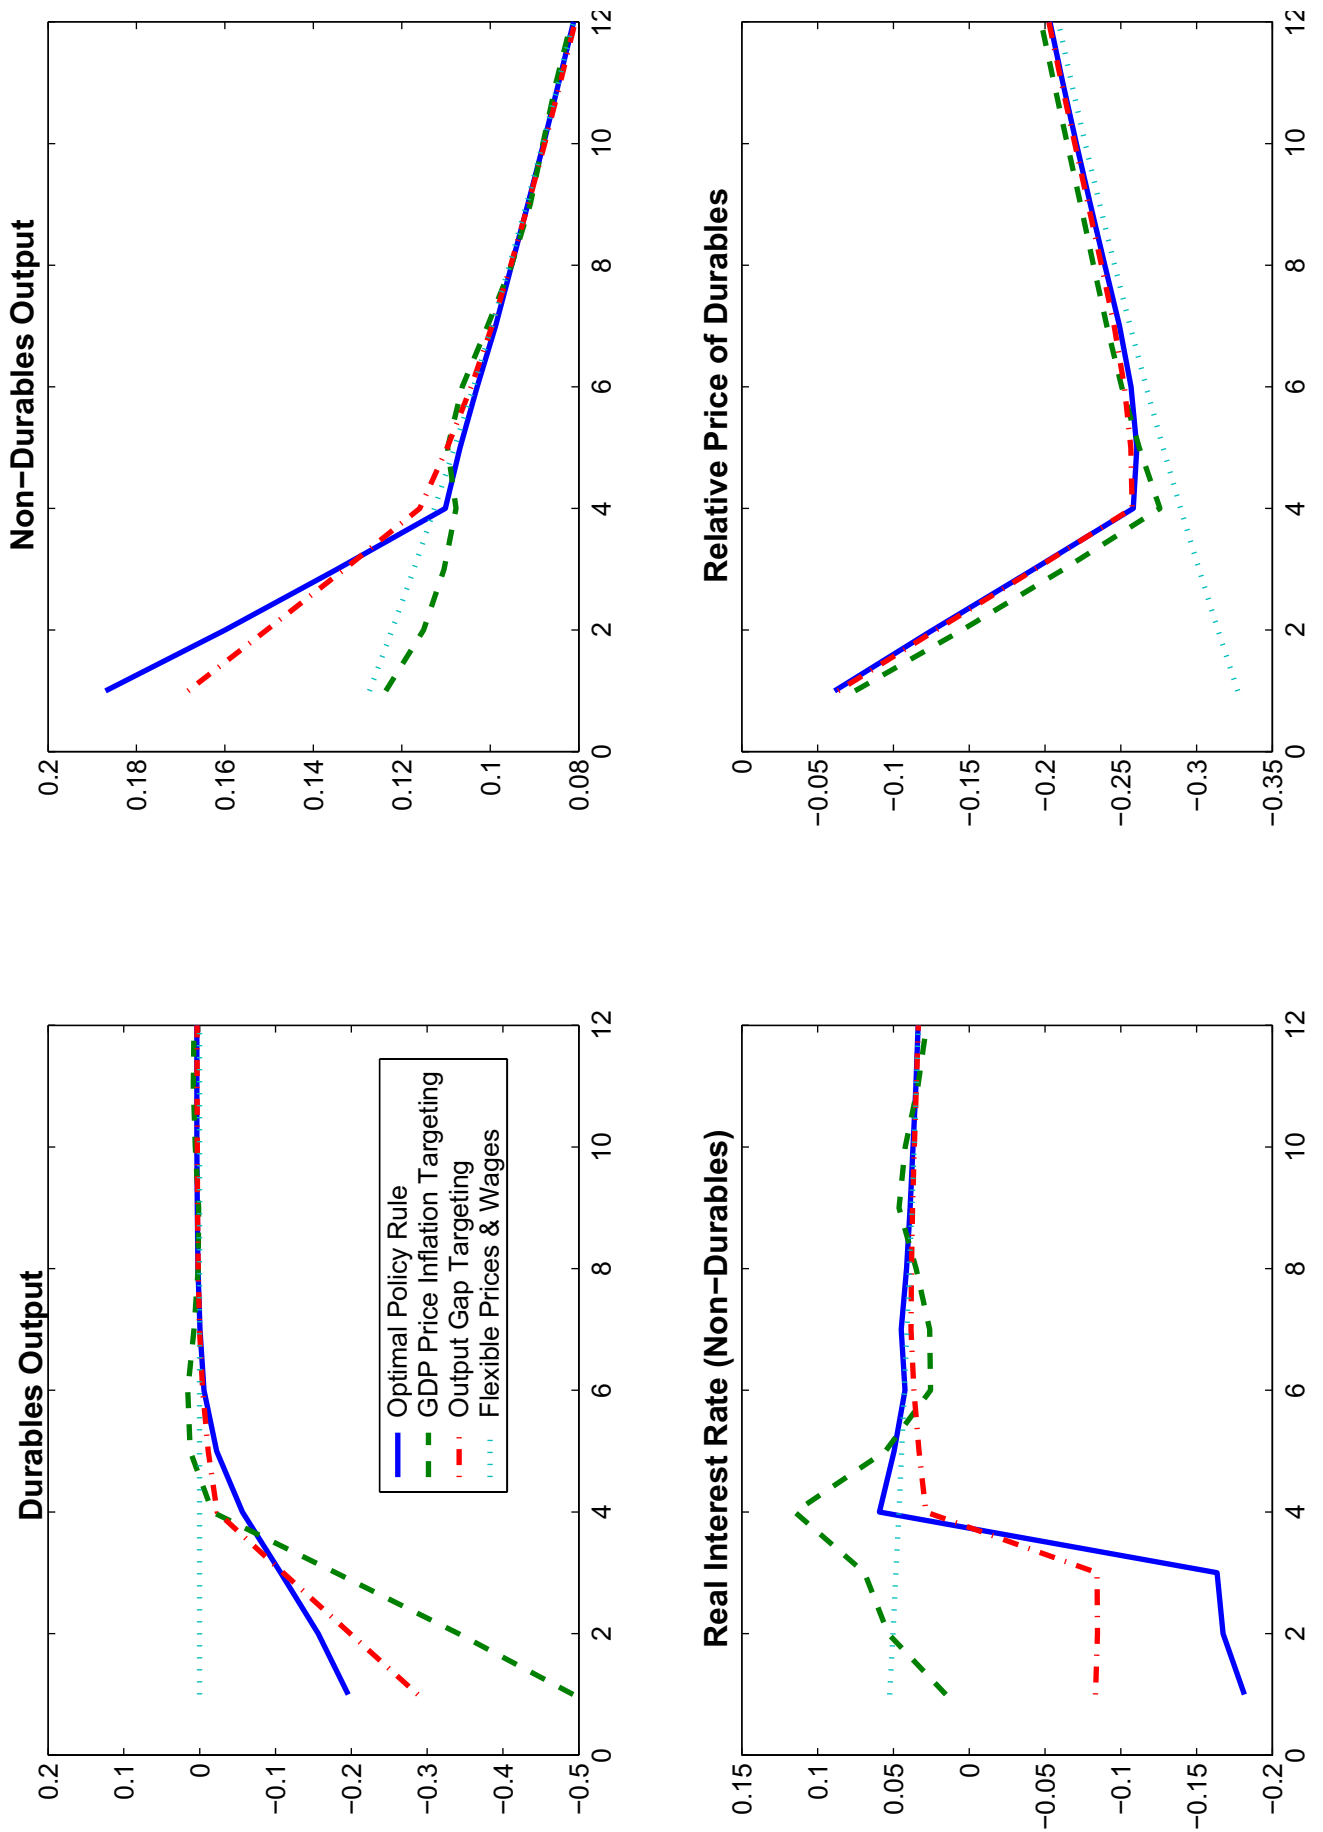 Durables Output
0.2
0.1
0
−0.1
−0.2
−0.3
−0.4
−0.5
0 2 4 6 8 10 12
Optimal Policy Rule
GDP Price Inflation Targeting
Output Gap Targeting
Flexible Prices & Wages
Non−Durables Output
0.2
0.18
0.16
0.14
0.12
0.1
0.08
0 2 4 6 8 10 12
Real Interest Rate (Non−Durables)
0.15
0.1
0.05
0
−0.05
−0.1
−0.15
−0.2
0 2 4 6 8 10 12
Relative Price of Durables
0
−0.05
−0.1
−0.15
−0.2
−0.25
−0.3
−0.35
0 2 4 6 8 10 12